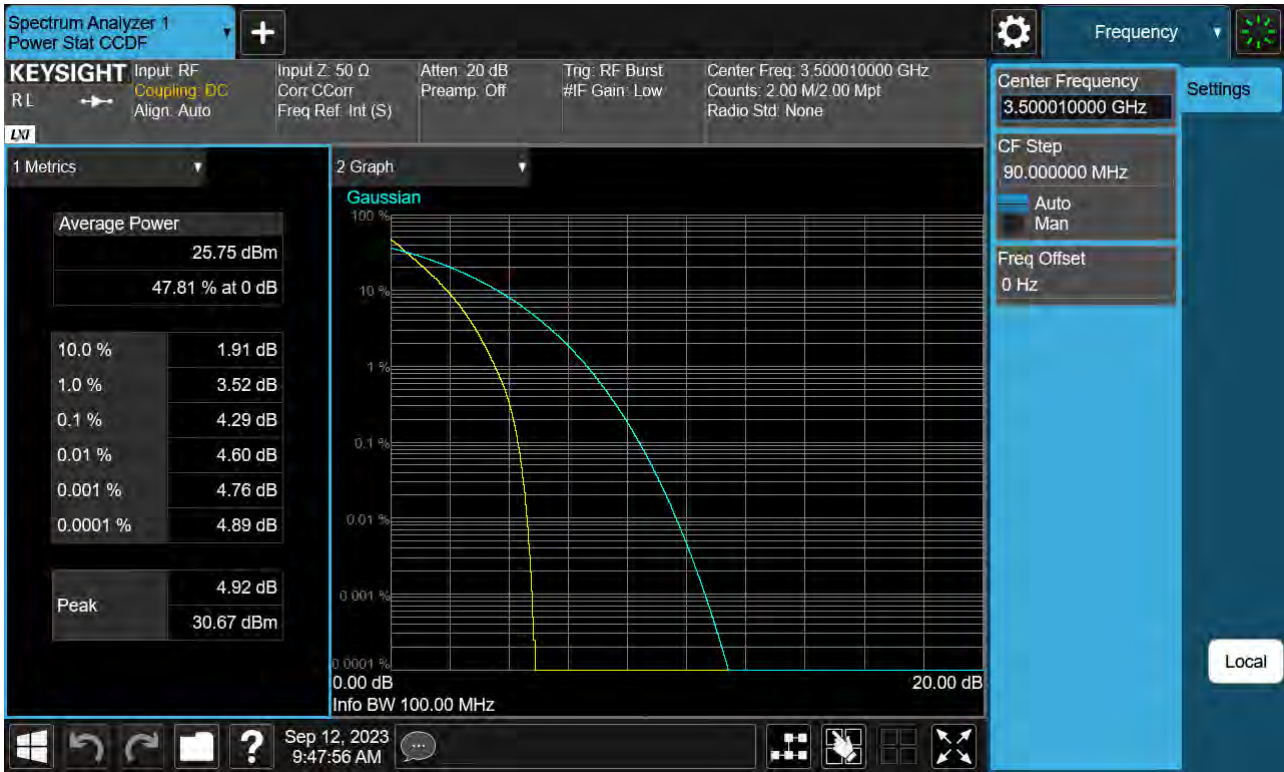 Spectrum Analyzer 1
Power Stat CCDF
+
Frequency
KEYSIGHT
RL
LXI
Input: RF
Coupling: DC
Align: Auto
Input Z: 50 Ω
Corr CCorr
Freq Ref: Int (S)
Atten: 20 dB
Preamp: Off
Trig: RF Burst
#IF Gain: Low
Center Freq: 3.500010000 GHz
Counts: 2.00 M/2.00 Mpt
Radio Std: None
Center Frequency
3.500010000 GHz
Settings
CF Step
90.000000 MHz
Auto
Man
Freq Offset
0 Hz
1 Metrics
Average Power
25.75 dBm
47.81 % at 0 dB
10.0 % 1.91 dB
1.0 % 3.52 dB
0.1 % 4.29 dB
0.01 % 4.60 dB
0.001 % 4.76 dB
0.0001 % 4.89 dB
Peak
4.92 dB
30.67 dBm
2 Graph
Gaussian
100 %
10 %
1 %
0.1 %
0.01 %
0.001 %
0.0001 %
0.00 dB 20.00 dB
Info BW 100.00 MHz
Local
?
Sep 12, 2023
9:47:56 AM